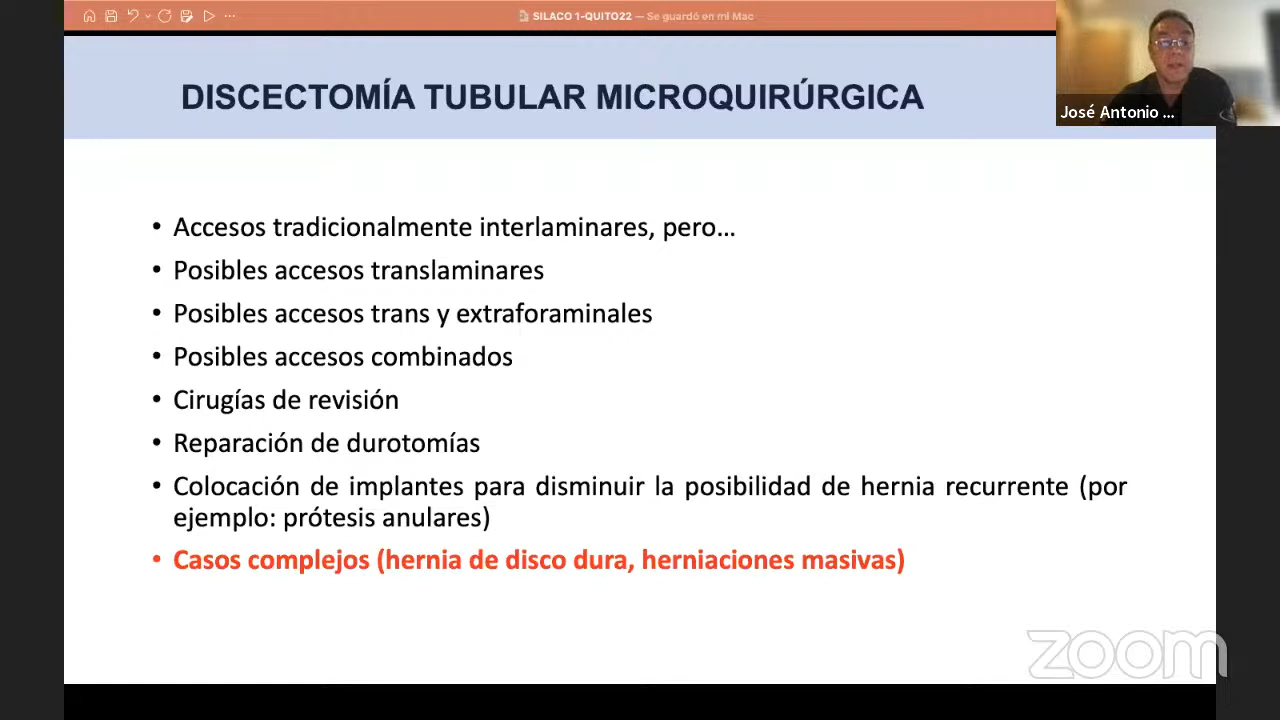 SILACO 1-QUITO22 — Se guardó en mi Mac
DISCECTOMÍA TUBULAR MICROQUIRÚRGICA
José Antonio ...
• Accesos tradicionalmente interlaminares, pero...
• Posibles accesos translaminares
• Posibles accesos trans y extraforaminales
• Posibles accesos combinados
• Cirugías de revisión
• Reparación de durotomías
• Colocación de implantes para disminuir la posibilidad de hernia recurrente (por
ejemplo: prótesis anulares)
• Casos complejos (hernia de disco dura, herniaciones masivas)
zoom